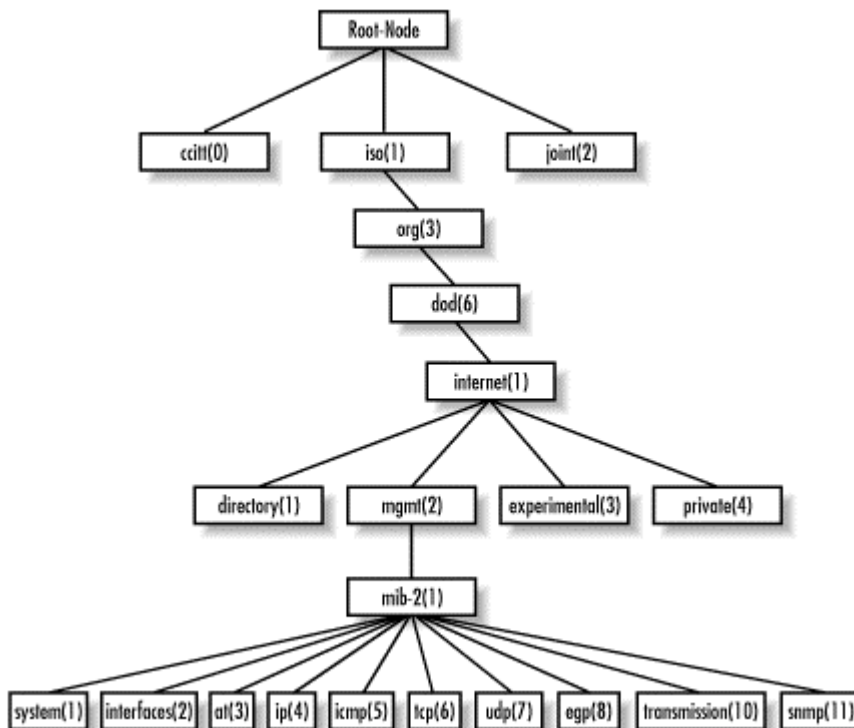 Root-Node
ccitt(0) iso(1) joint(2)
org(3)
dod(6)
internet(1)
directory(1) mgmt(2) experimental(3) private(4)
mib-2(1)
system(1) interfaces(2) at(3) ip(4) icmp(5) tcp(6) udp(7) egp(8) transmission(10) snmp(11)